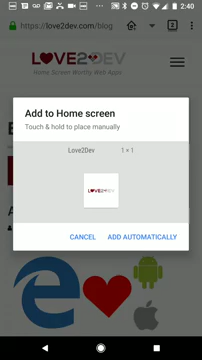 2:40
https://love2dev.com/blog
2
LOVE2DEV
Home Screen Worthy Web Apps
Add to Home screen
Touch & hold to place manually
Love2Dev 1 × 1
LOVE2DEV
CANCEL ADD AUTOMATICALLY